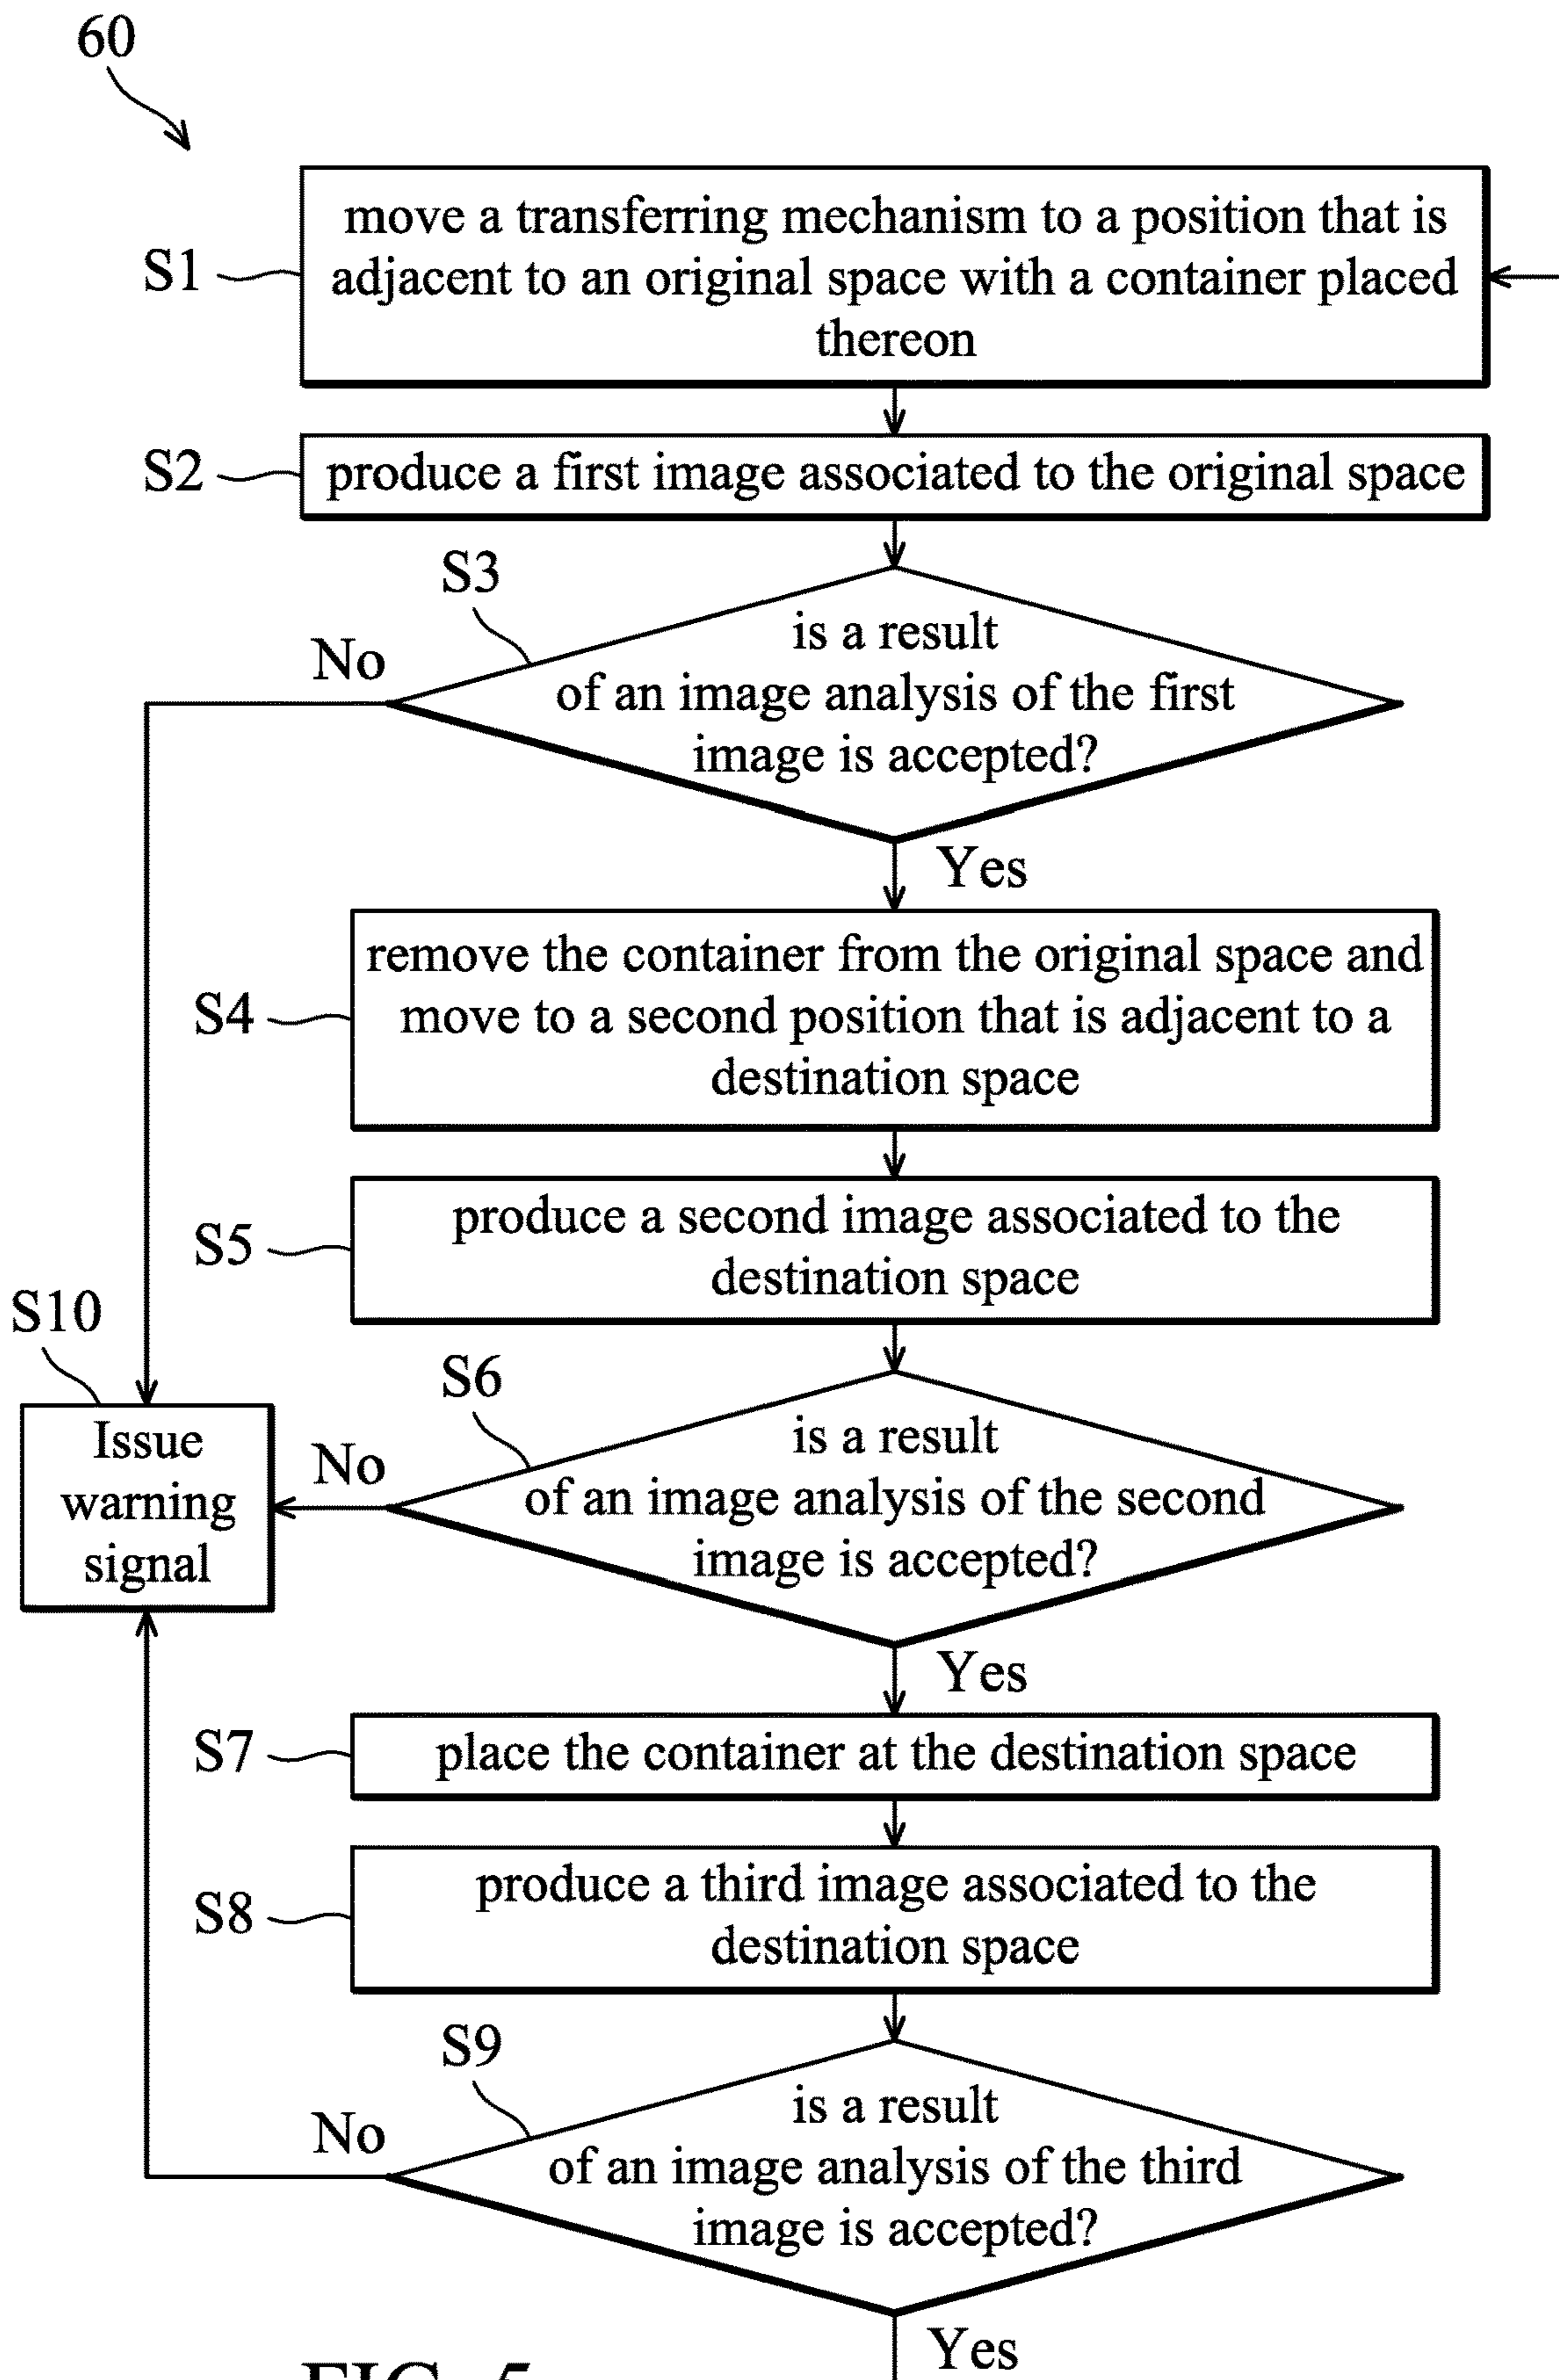 60
S1
move a transferring mechanism to a position that is
adjacent to an original space with a container placed
thereon
S2
produce a first image associated to the original space
S3
No
is a result
of an image analysis of the first
image is accepted?
Yes
S4
remove the container from the original space and
move to a second position that is adjacent to a
destination space
S5
produce a second image associated to the
destination space
S10
Issue
warning
signal
S6
No
is a result
of an image analysis of the second
image is accepted?
Yes
S7
place the container at the destination space
S8
produce a third image associated to the
destination space
S9
No
is a result
of an image analysis of the third
image is accepted?
Yes